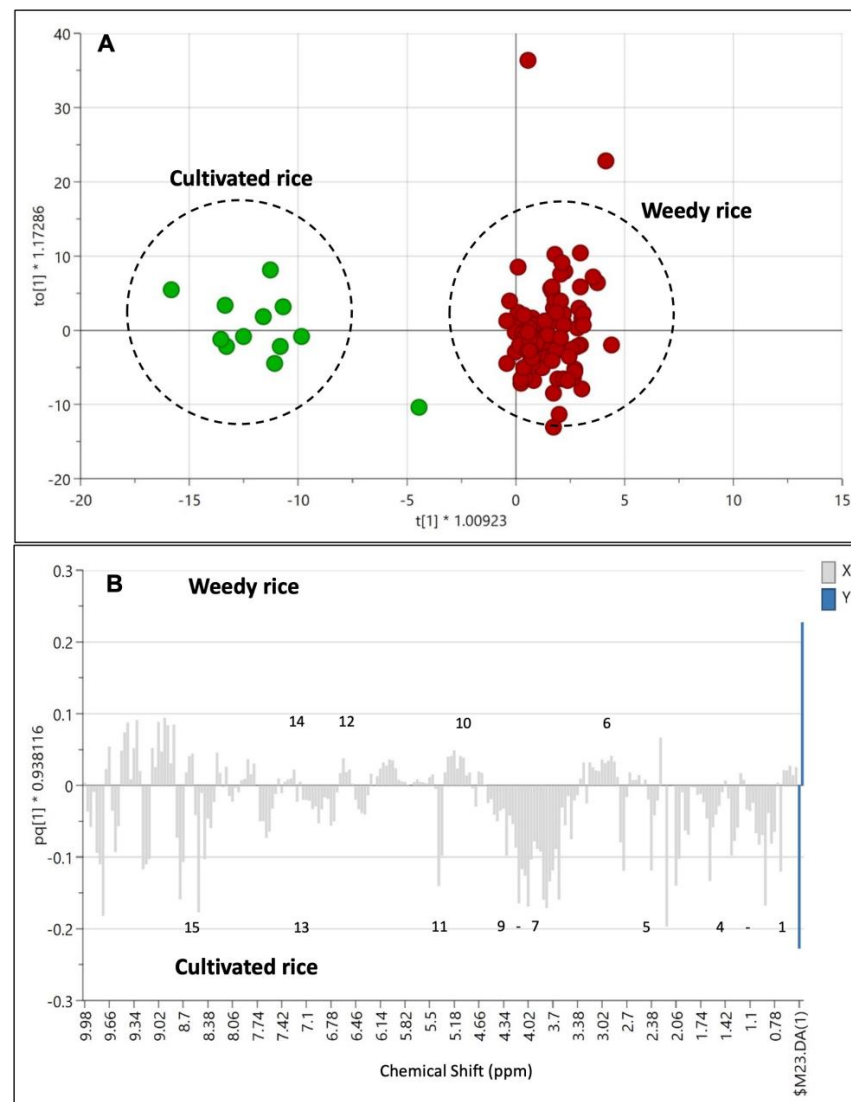 A
40
30
20
10
0
-10
-20
Cultivated rice
Weedy rice
to[1] * 1.17286
-20 -15 -10 -5 0 5 10 15
t[1] * 1.00923
B
Weedy rice
X
Y
0.3
0.2
0.1
0
-0.1
-0.2
-0.3
pq[1] * 0.938116
14 12 10 6
15 13 11 9 - 7 5 4 - 1
Cultivated rice
9.98 9.66 9.34 9.02 8.7 8.38 8.06 7.74 7.42 7.1 6.78 6.46 6.14 5.82 5.5 5.18 4.66 4.34 4.02 3.7 3.38 3.02 2.7 2.38 2.06 1.74 1.42 1.1 0.78 $M23.DA(1)
Chemical Shift (ppm)